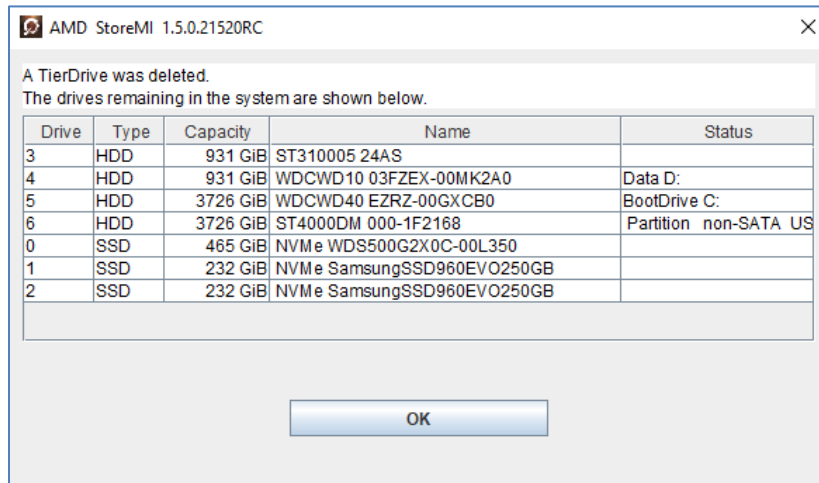 AMD StoreMI 1.5.0.21520RC
A TierDrive was deleted.
The drives remaining in the system are shown below.
Drive Type Capacity Name Status
3 HDD 931 GiB ST310005 24AS
4 HDD 931 GiB WDCWD10 03FZEX-00MK2A0 Data D:
5 HDD 3726 GiB WDCWD40 EZRZ-00GXCB0 BootDrive C:
6 HDD 3726 GiB ST4000DM 000-1F2168 Partition non-SATA US
0 SSD 465 GiB NVMe WDS500G2X0C-00L350
1 SSD 232 GiB NVMe SamsungSSD960EVO250GB
2 SSD 232 GiB NVMe SamsungSSD960EVO250GB
OK